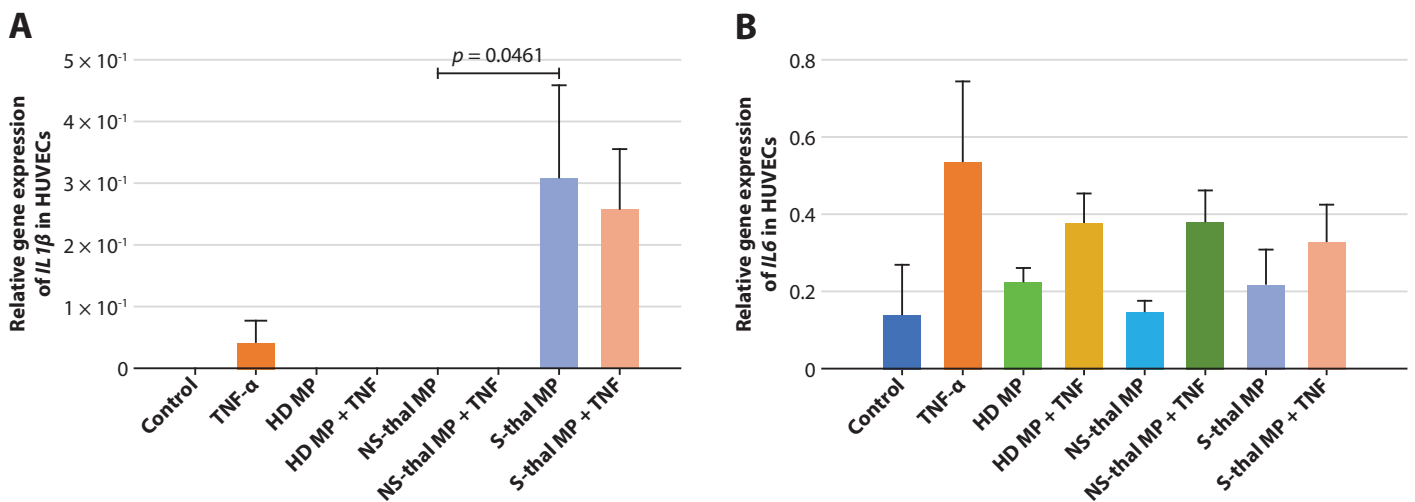 A
Relative gene expression
of IL1β in HUVECs
5 × 10⁻¹
4 × 10⁻¹
3 × 10⁻¹
2 × 10⁻¹
1 × 10⁻¹
0
p = 0.0461
Control
TNF-α
HD MP
HD MP + TNF
NS-thal MP
NS-thal MP + TNF
S-thal MP
S-thal MP + TNF
B
Relative gene expression
of IL6 in HUVECs
0.8
0.6
0.4
0.2
0
Control
TNF-α
HD MP
HD MP + TNF
NS-thal MP
NS-thal MP + TNF
S-thal MP
S-thal MP + TNF